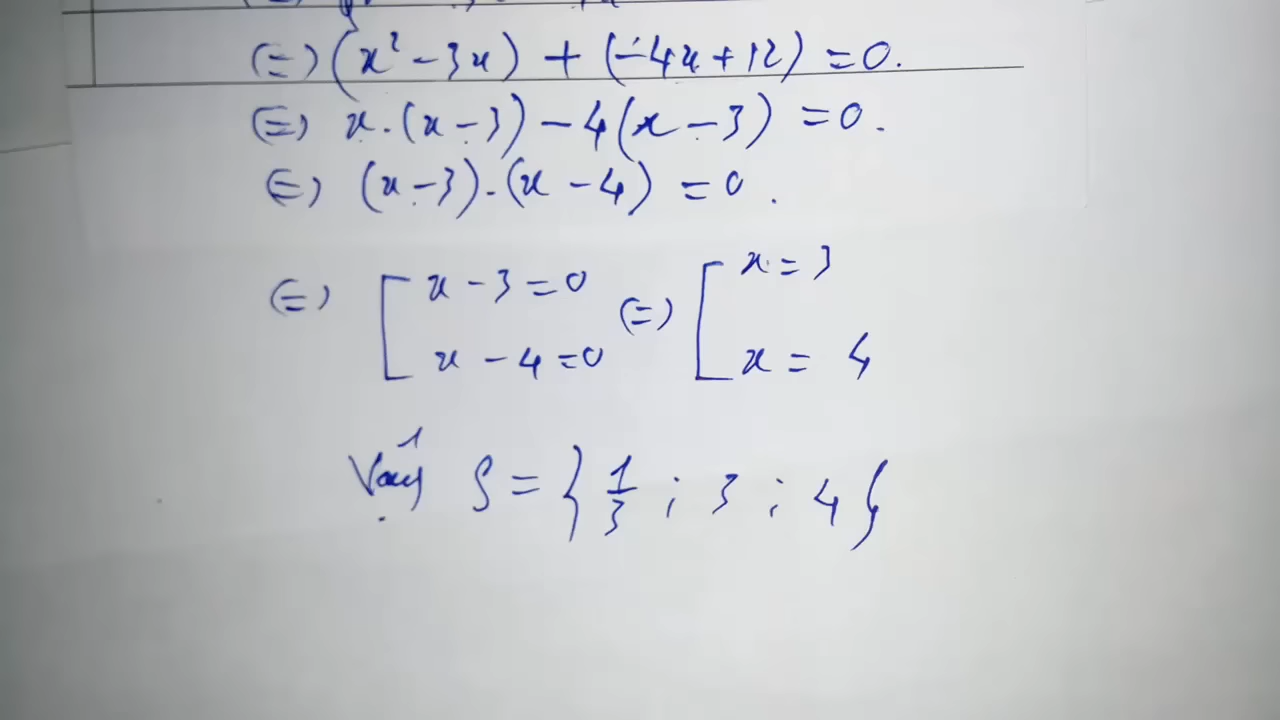 (=) (x² - 3x) + (-4x + 12) = 0.
(=) x.(x - 3) - 4(x - 3) = 0.
(=) (x - 3).(x - 4) = 0.
(=) [ x - 3 = 0 (=) [ x = 3
x - 4 = 0 x = 4
Vậy S = { 1/3 ; 3 ; 4 }